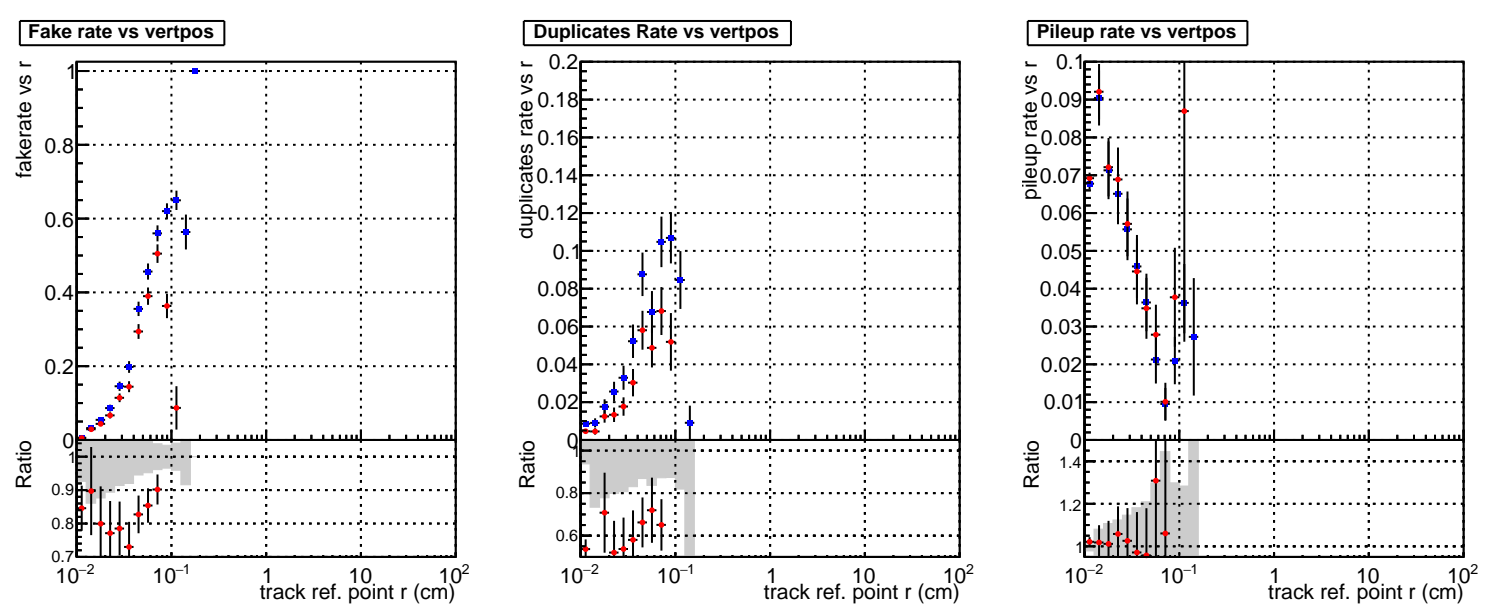 Fake rate vs vertpos
fakerate vs r
1
0.8
0.6
0.4
0.2
0
Ratio
1
0.9
0.8
0.7
10⁻² 10⁻¹ 1 10 10²
track ref. point r (cm)
Duplicates Rate vs vertpos
duplicates rate vs r
0.2
0.18
0.16
0.14
0.12
0.1
0.08
0.06
0.04
0.02
0
Ratio
1
0.8
0.6
10⁻² 10⁻¹ 1 10 10²
track ref. point r (cm)
Pileup rate vs vertpos
pileup rate vs r
0.1
0.09
0.08
0.07
0.06
0.05
0.04
0.03
0.02
0.01
0
Ratio
1.4
1.2
1
10⁻² 10⁻¹ 1 10 10²
track ref. point r (cm)